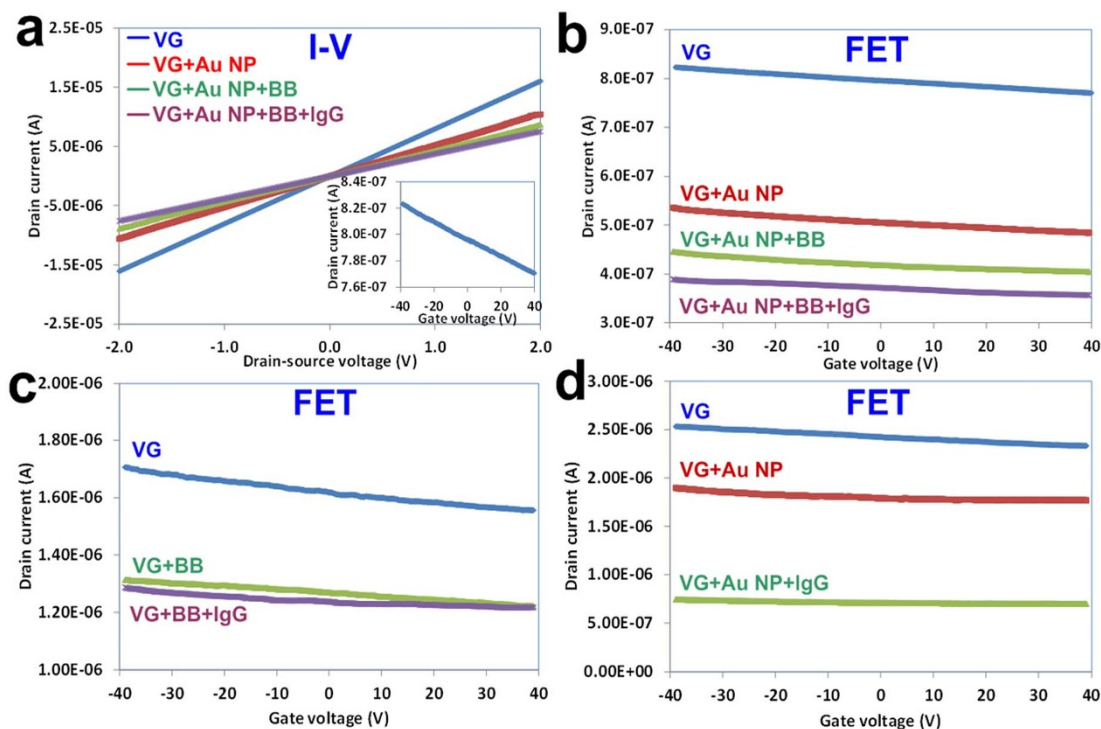 a
I-V
VG
VG+Au NP
VG+Au NP+BB
VG+Au NP+BB+IgG
2.5E-05
1.5E-05
5.0E-06
-5.0E-06
-1.5E-05
-2.5E-05
Drain current (A)
-2.0
-1.0
0.0
1.0
2.0
Drain-source voltage (V)
8.4E-07
8.2E-07
8.0E-07
7.8E-07
7.6E-07
Drain current (A)
-40
-20
0
20
40
Gate voltage (V)
b
FET
9.0E-07
8.0E-07
7.0E-07
6.0E-07
5.0E-07
4.0E-07
3.0E-07
Drain current (A)
VG
VG+Au NP
VG+Au NP+BB
VG+Au NP+BB+IgG
-40
-30
-20
-10
0
10
20
30
40
Gate voltage (V)
c
FET
2.00E-06
1.80E-06
1.60E-06
1.40E-06
1.20E-06
1.00E-06
Drain current (A)
VG
VG+BB
VG+BB+IgG
-40
-30
-20
-10
0
10
20
30
40
Gate voltage (V)
d
FET
3.00E-06
2.50E-06
2.00E-06
1.50E-06
1.00E-06
5.00E-07
0.00E+00
Drain current (A)
VG
VG+Au NP
VG+Au NP+IgG
-40
-30
-20
-10
0
10
20
30
40
Gate voltage (V)